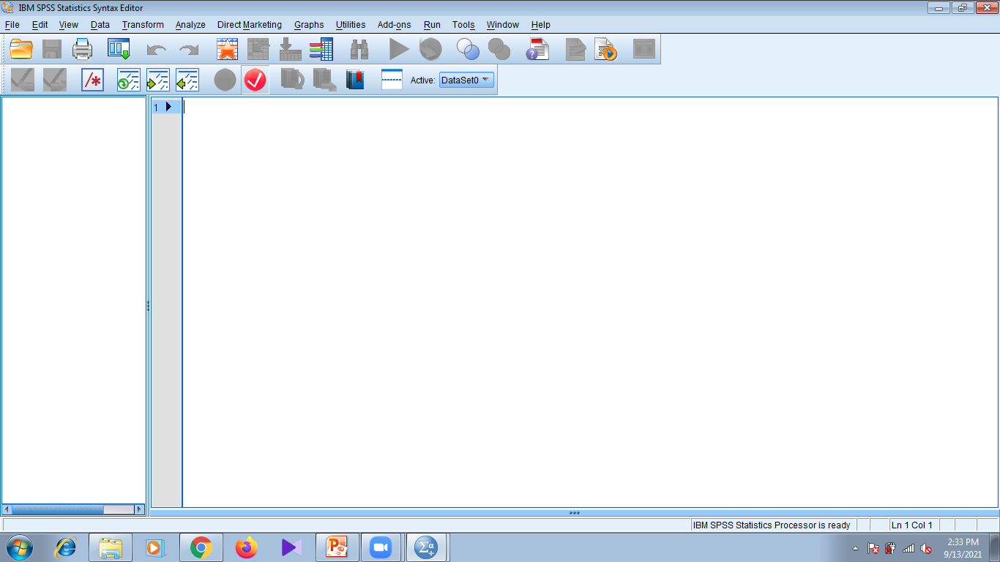 IBM SPSS Statistics Syntax Editor
File Edit View Data Transform Analyze Direct Marketing Graphs Utilities Add-ons Run Tools Window Help
/*
Active: DataSet0
1
IBM SPSS Statistics Processor is ready Ln 1 Col 1
2:33 PM
9/13/2021